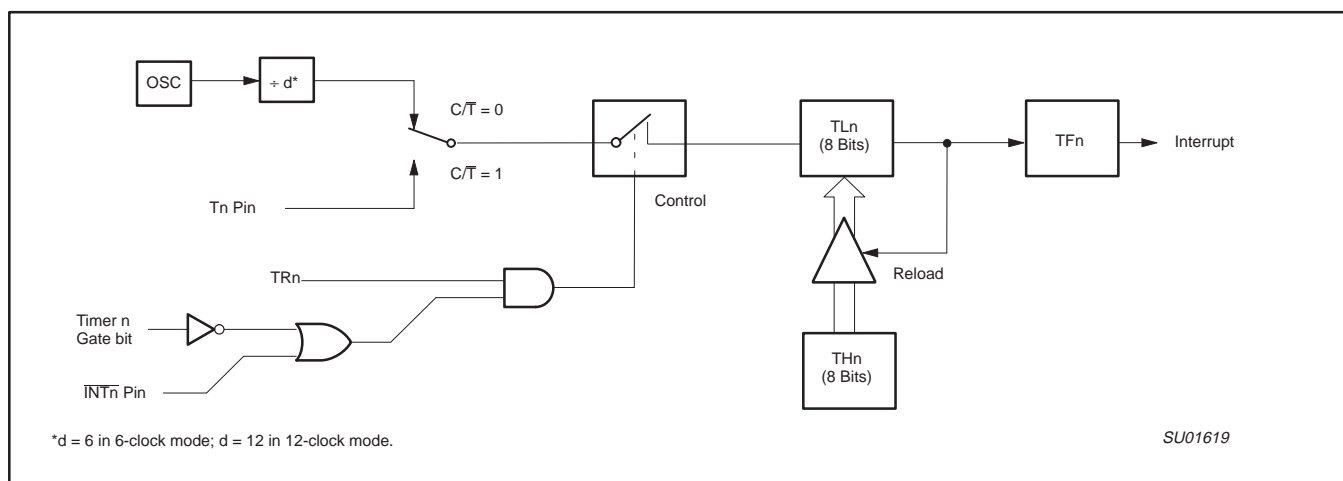 OSC
÷ d*
C/T̅ = 0
C/T̅ = 1
Tn Pin
Control
TLn
(8 Bits)
TFn
Interrupt
Reload
TRn
Timer n
Gate bit
I̅N̅T̅n̅ Pin
THn
(8 Bits)
*d = 6 in 6-clock mode; d = 12 in 12-clock mode.
SU01619